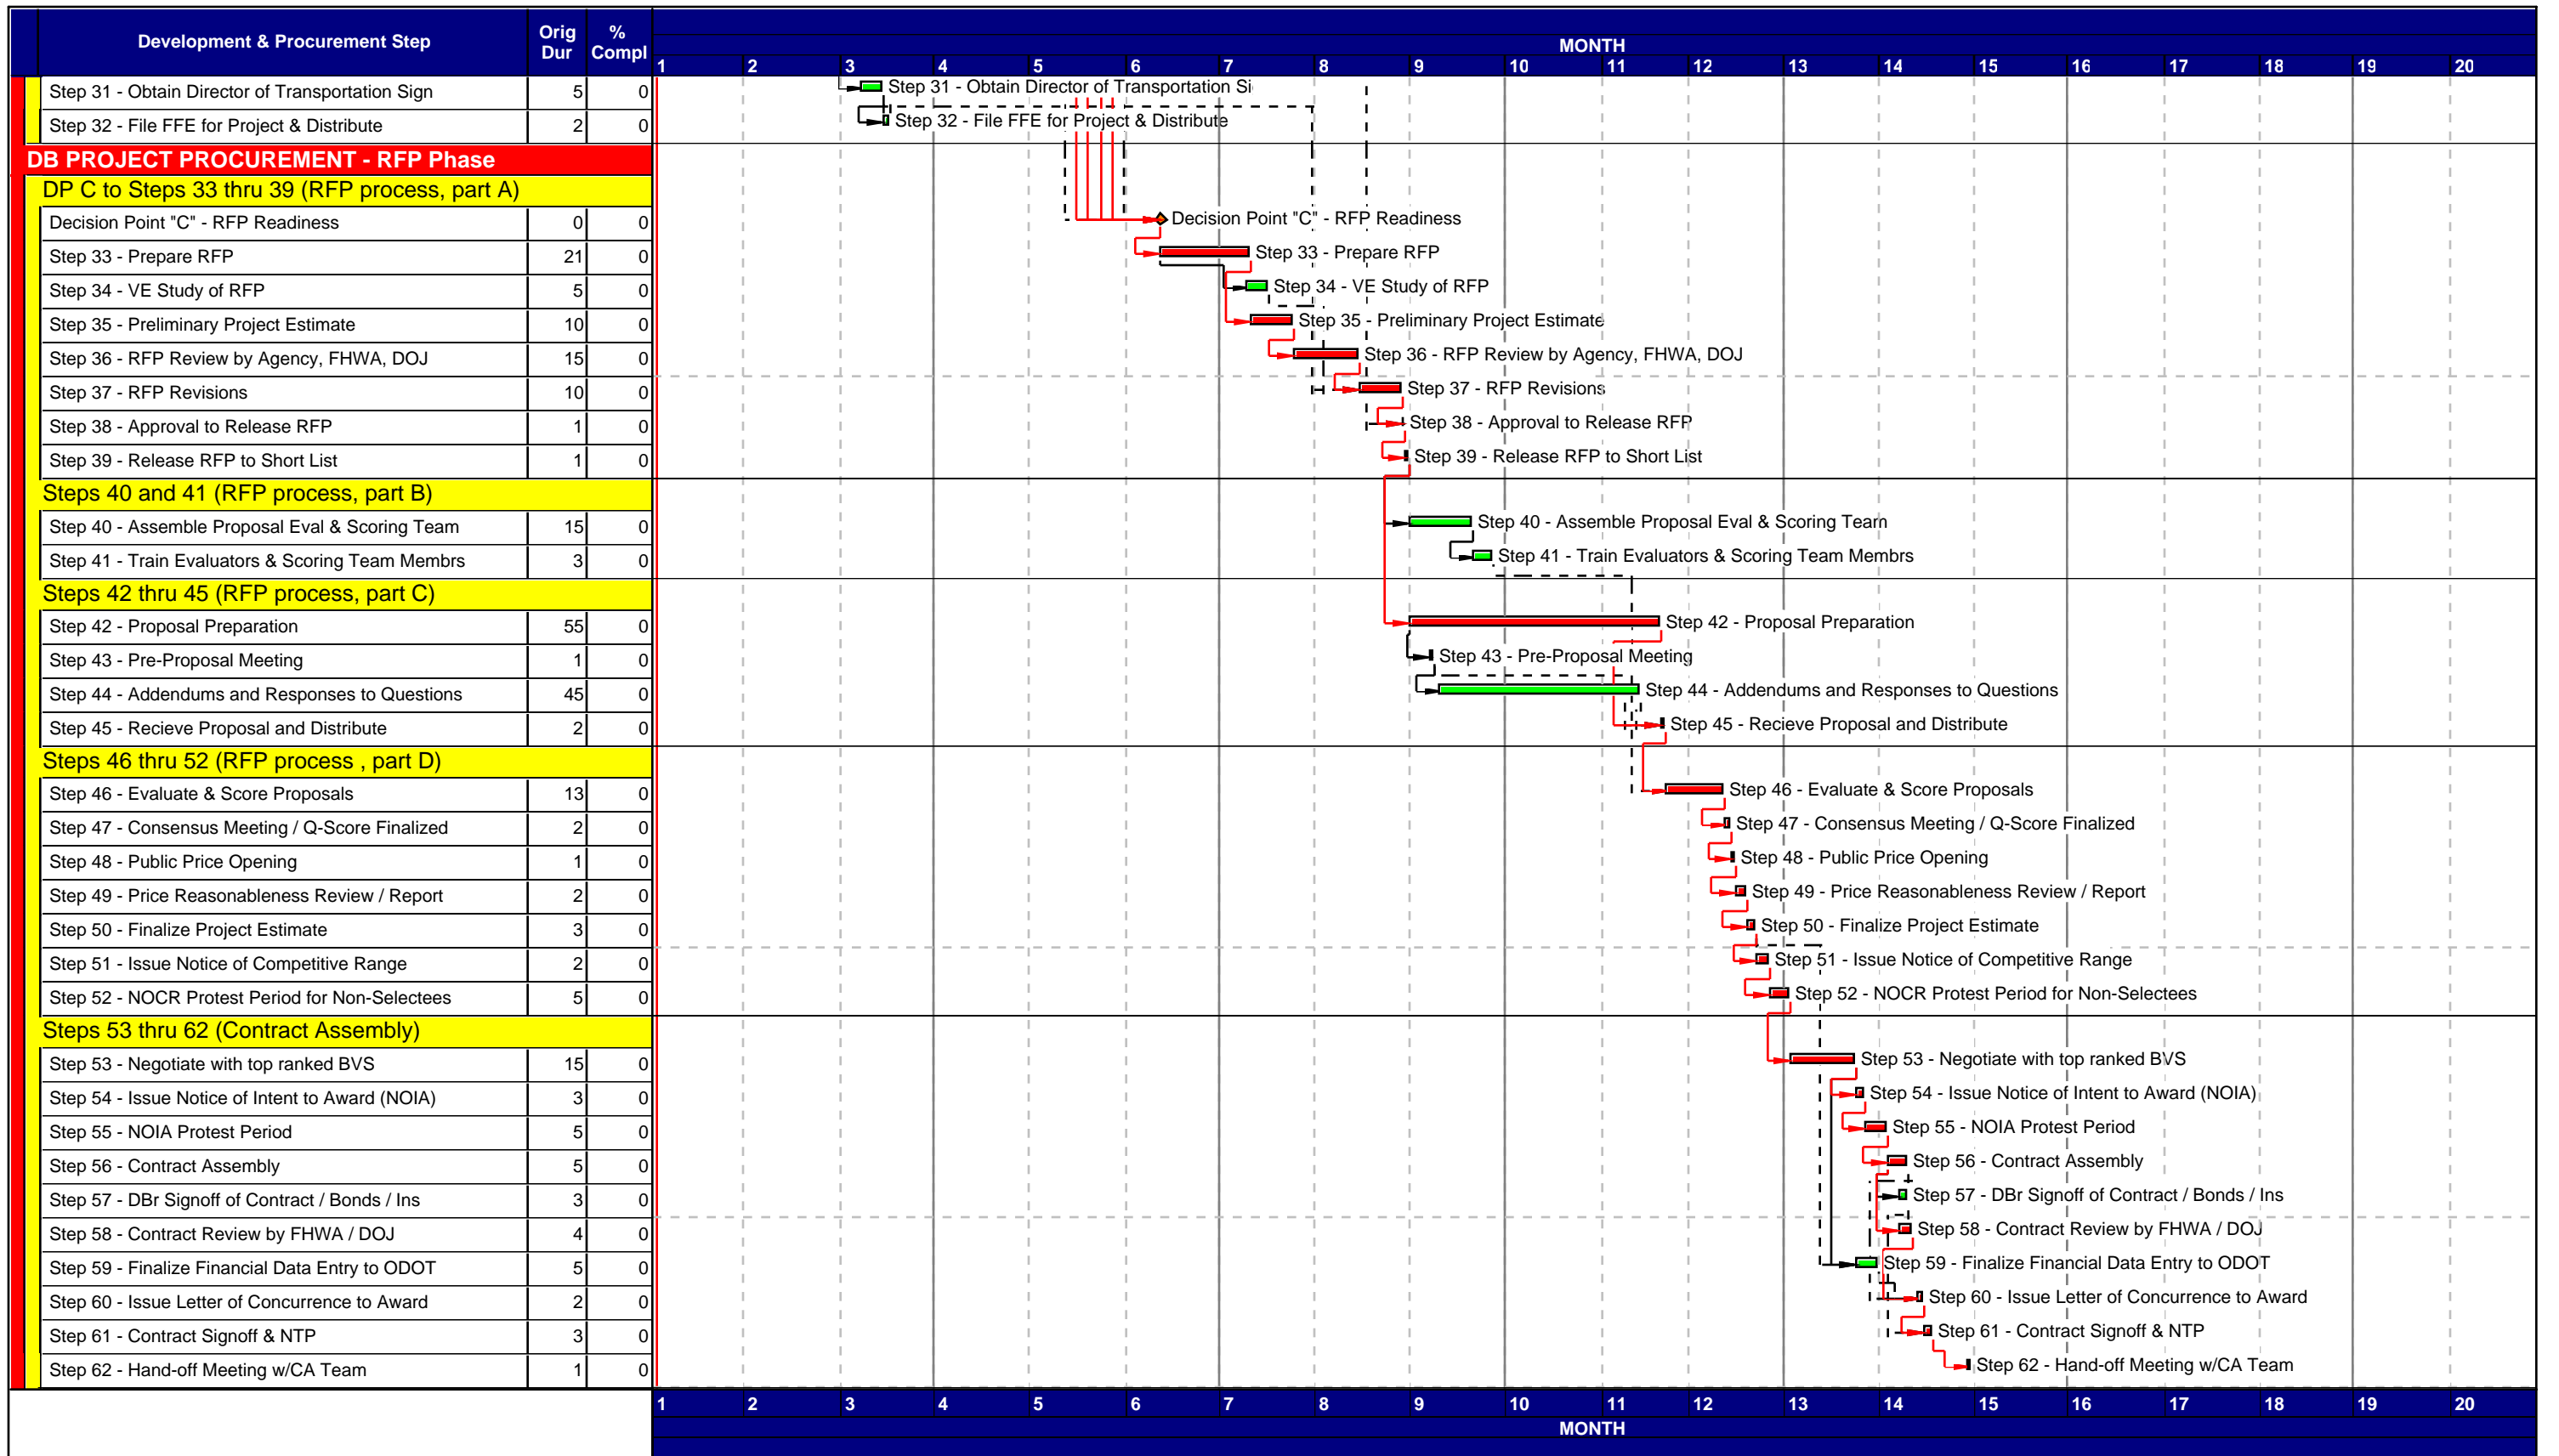 Development & Procurement Step Orig Dur % Compl MONTH
1 2 3 4 5 6 7 8 9 10 11 12 13 14 15 16 17 18 19 20
Step 31 - Obtain Director of Transportation Sign 5 0 Step 31 - Obtain Director of Transportation Si
Step 32 - File FFE for Project & Distribute 2 0 Step 32 - File FFE for Project & Distribute
DB PROJECT PROCUREMENT - RFP Phase
DP C to Steps 33 thru 39 (RFP process, part A)
Decision Point "C" - RFP Readiness 0 0 Decision Point "C" - RFP Readiness
Step 33 - Prepare RFP 21 0 Step 33 - Prepare RFP
Step 34 - VE Study of RFP 5 0 Step 34 - VE Study of RFP
Step 35 - Preliminary Project Estimate 10 0 Step 35 - Preliminary Project Estimate
Step 36 - RFP Review by Agency, FHWA, DOJ 15 0 Step 36 - RFP Review by Agency, FHWA, DOJ
Step 37 - RFP Revisions 10 0 Step 37 - RFP Revisions
Step 38 - Approval to Release RFP 1 0 Step 38 - Approval to Release RFP
Step 39 - Release RFP to Short List 1 0 Step 39 - Release RFP to Short List
Steps 40 and 41 (RFP process, part B)
Step 40 - Assemble Proposal Eval & Scoring Team 15 0 Step 40 - Assemble Proposal Eval & Scoring Team
Step 41 - Train Evaluators & Scoring Team Membrs 3 0 Step 41 - Train Evaluators & Scoring Team Membrs
Steps 42 thru 45 (RFP process, part C)
Step 42 - Proposal Preparation 55 0 Step 42 - Proposal Preparation
Step 43 - Pre-Proposal Meeting 1 0 Step 43 - Pre-Proposal Meeting
Step 44 - Addendums and Responses to Questions 45 0 Step 44 - Addendums and Responses to Questions
Step 45 - Recieve Proposal and Distribute 2 0 Step 45 - Recieve Proposal and Distribute
Steps 46 thru 52 (RFP process , part D)
Step 46 - Evaluate & Score Proposals 13 0 Step 46 - Evaluate & Score Proposals
Step 47 - Consensus Meeting / Q-Score Finalized 2 0 Step 47 - Consensus Meeting / Q-Score Finalized
Step 48 - Public Price Opening 1 0 Step 48 - Public Price Opening
Step 49 - Price Reasonableness Review / Report 2 0 Step 49 - Price Reasonableness Review / Report
Step 50 - Finalize Project Estimate 3 0 Step 50 - Finalize Project Estimate
Step 51 - Issue Notice of Competitive Range 2 0 Step 51 - Issue Notice of Competitive Range
Step 52 - NOCR Protest Period for Non-Selectees 5 0 Step 52 - NOCR Protest Period for Non-Selectees
Steps 53 thru 62 (Contract Assembly)
Step 53 - Negotiate with top ranked BVS 15 0 Step 53 - Negotiate with top ranked BVS
Step 54 - Issue Notice of Intent to Award (NOIA) 3 0 Step 54 - Issue Notice of Intent to Award (NOIA)
Step 55 - NOIA Protest Period 5 0 Step 55 - NOIA Protest Period
Step 56 - Contract Assembly 5 0 Step 56 - Contract Assembly
Step 57 - DBr Signoff of Contract / Bonds / Ins 3 0 Step 57 - DBr Signoff of Contract / Bonds / Ins
Step 58 - Contract Review by FHWA / DOJ 4 0 Step 58 - Contract Review by FHWA / DOJ
Step 59 - Finalize Financial Data Entry to ODOT 5 0 Step 59 - Finalize Financial Data Entry to ODOT
Step 60 - Issue Letter of Concurrence to Award 2 0 Step 60 - Issue Letter of Concurrence to Award
Step 61 - Contract Signoff & NTP 3 0 Step 61 - Contract Signoff & NTP
Step 62 - Hand-off Meeting w/CA Team 1 0 Step 62 - Hand-off Meeting w/CA Team
1 2 3 4 5 6 7 8 9 10 11 12 13 14 15 16 17 18 19 20
MONTH